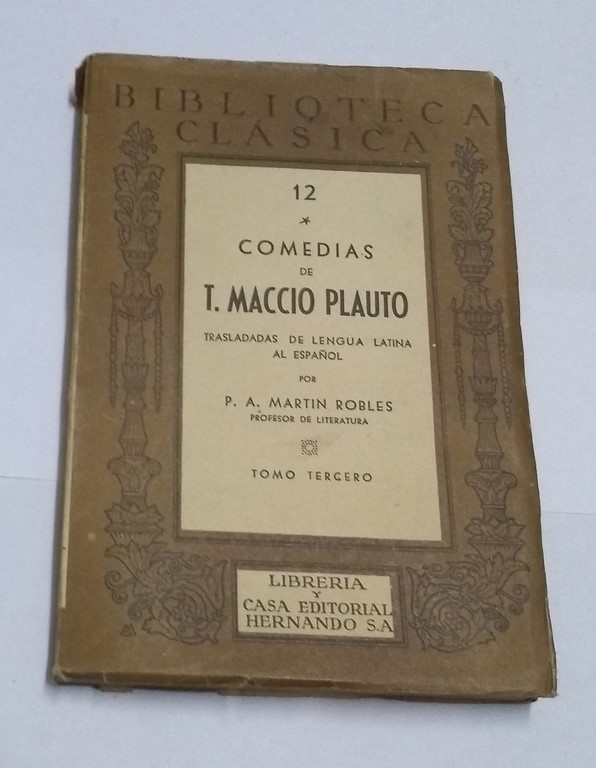 BIBLIOTECA
CLÁSICA
12
COMEDIAS
DE
T. MACCIO PLAUTO
TRASLADADAS DE LENGUA LATINA
AL ESPAÑOL
POR
P. A. MARTIN ROBLES
PROFESOR DE LITERATURA
TOMO TERCERO
LIBRERIA
Y
CASA EDITORIAL
HERNANDO S.A